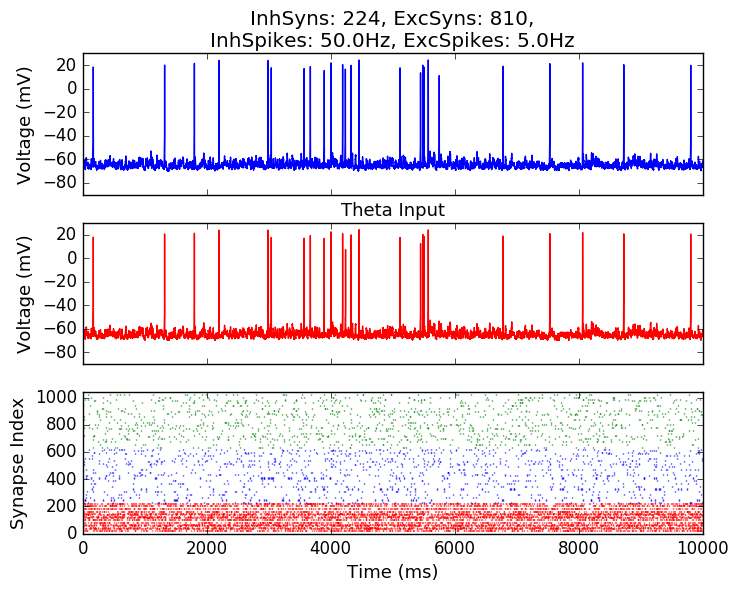 InhSyns: 224, ExcSyns: 810,
InhSpikes: 50.0Hz, ExcSpikes: 5.0Hz
20
0
−20
−40
−60
−80
Voltage (mV)
Theta Input
20
0
−20
−40
−60
−80
Voltage (mV)
1000
800
600
400
200
0
Synapse Index
0 2000 4000 6000 8000 10000
Time (ms)